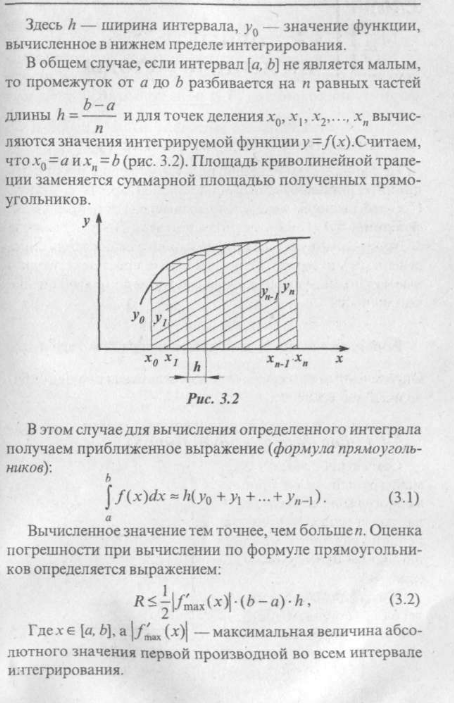 Здесь h — ширина интервала, y₀ — значение функции,
вычисленное в нижнем пределе интегрирования.
В общем случае, если интервал [a, b] не является малым,
то промежуток от a до b разбивается на n равных частей
длины h = (b−a)/n и для точек деления x₀, x₁, x₂,..., xₙ вычис-
ляются значения интегрируемой функции y=f(x).Считаем,
что x₀=a и xₙ=b (рис. 3.2). Площадь криволинейной трапе-
ции заменяется суммарной площадью полученных прямо-
угольников.
y
yₙ₋₁ yₙ
y₀ y₁
x₀ x₁ xₙ₋₁ xₙ x
h
Рис. 3.2
В этом случае для вычисления определенного интеграла
получаем приближенное выражение (формула прямоуголь-
ников):
∫ₐᵇ f(x)dx ≈ h(y₀ + y₁ +...+ yₙ₋₁). (3.1)
Вычисленное значение тем точнее, чем больше n. Оценка
погрешности при вычислении по формуле прямоугольни-
ков определяется выражением:
R ≤ 1/2 |f′max(x)|·(b−a)·h , (3.2)
Где x ∈ [a, b], а |f′max(x)| — максимальная величина абсо-
лютного значения первой производной во всем интервале
интегрирования.